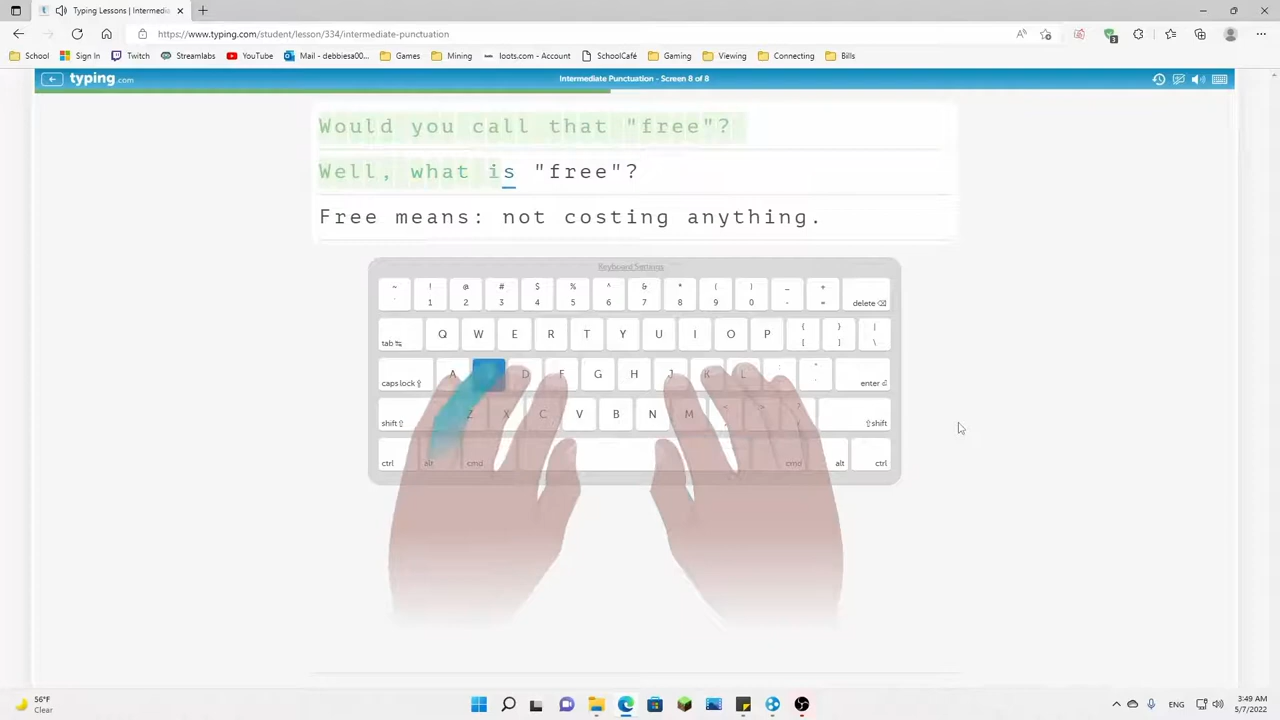 Typing Lessons | Intermedia
https://www.typing.com/student/lesson/334/intermediate-punctuation
School Sign In Twitch Streamlabs YouTube Mail - debbiesa00... Games Mining loots.com - Account SchoolCafé Gaming Viewing Connecting Bills
typing.com Intermediate Punctuation - Screen 8 of 8
Would you call that "free"?
Well, what is "free"?
Free means: not costing anything.
Keyboard Settings
~ ! @ # $ % ^ & * ( ) _ +
` 1 2 3 4 5 6 7 8 9 0 - = delete
tab Q W E R T Y U I O P { [ } ] | \
caps lock A D F G H J K L : " ' enter
shift Z X C V B N M < > ? shift
ctrl alt cmd cmd alt ctrl
56°F
Clear
ENG
3:49 AM
5/7/2022